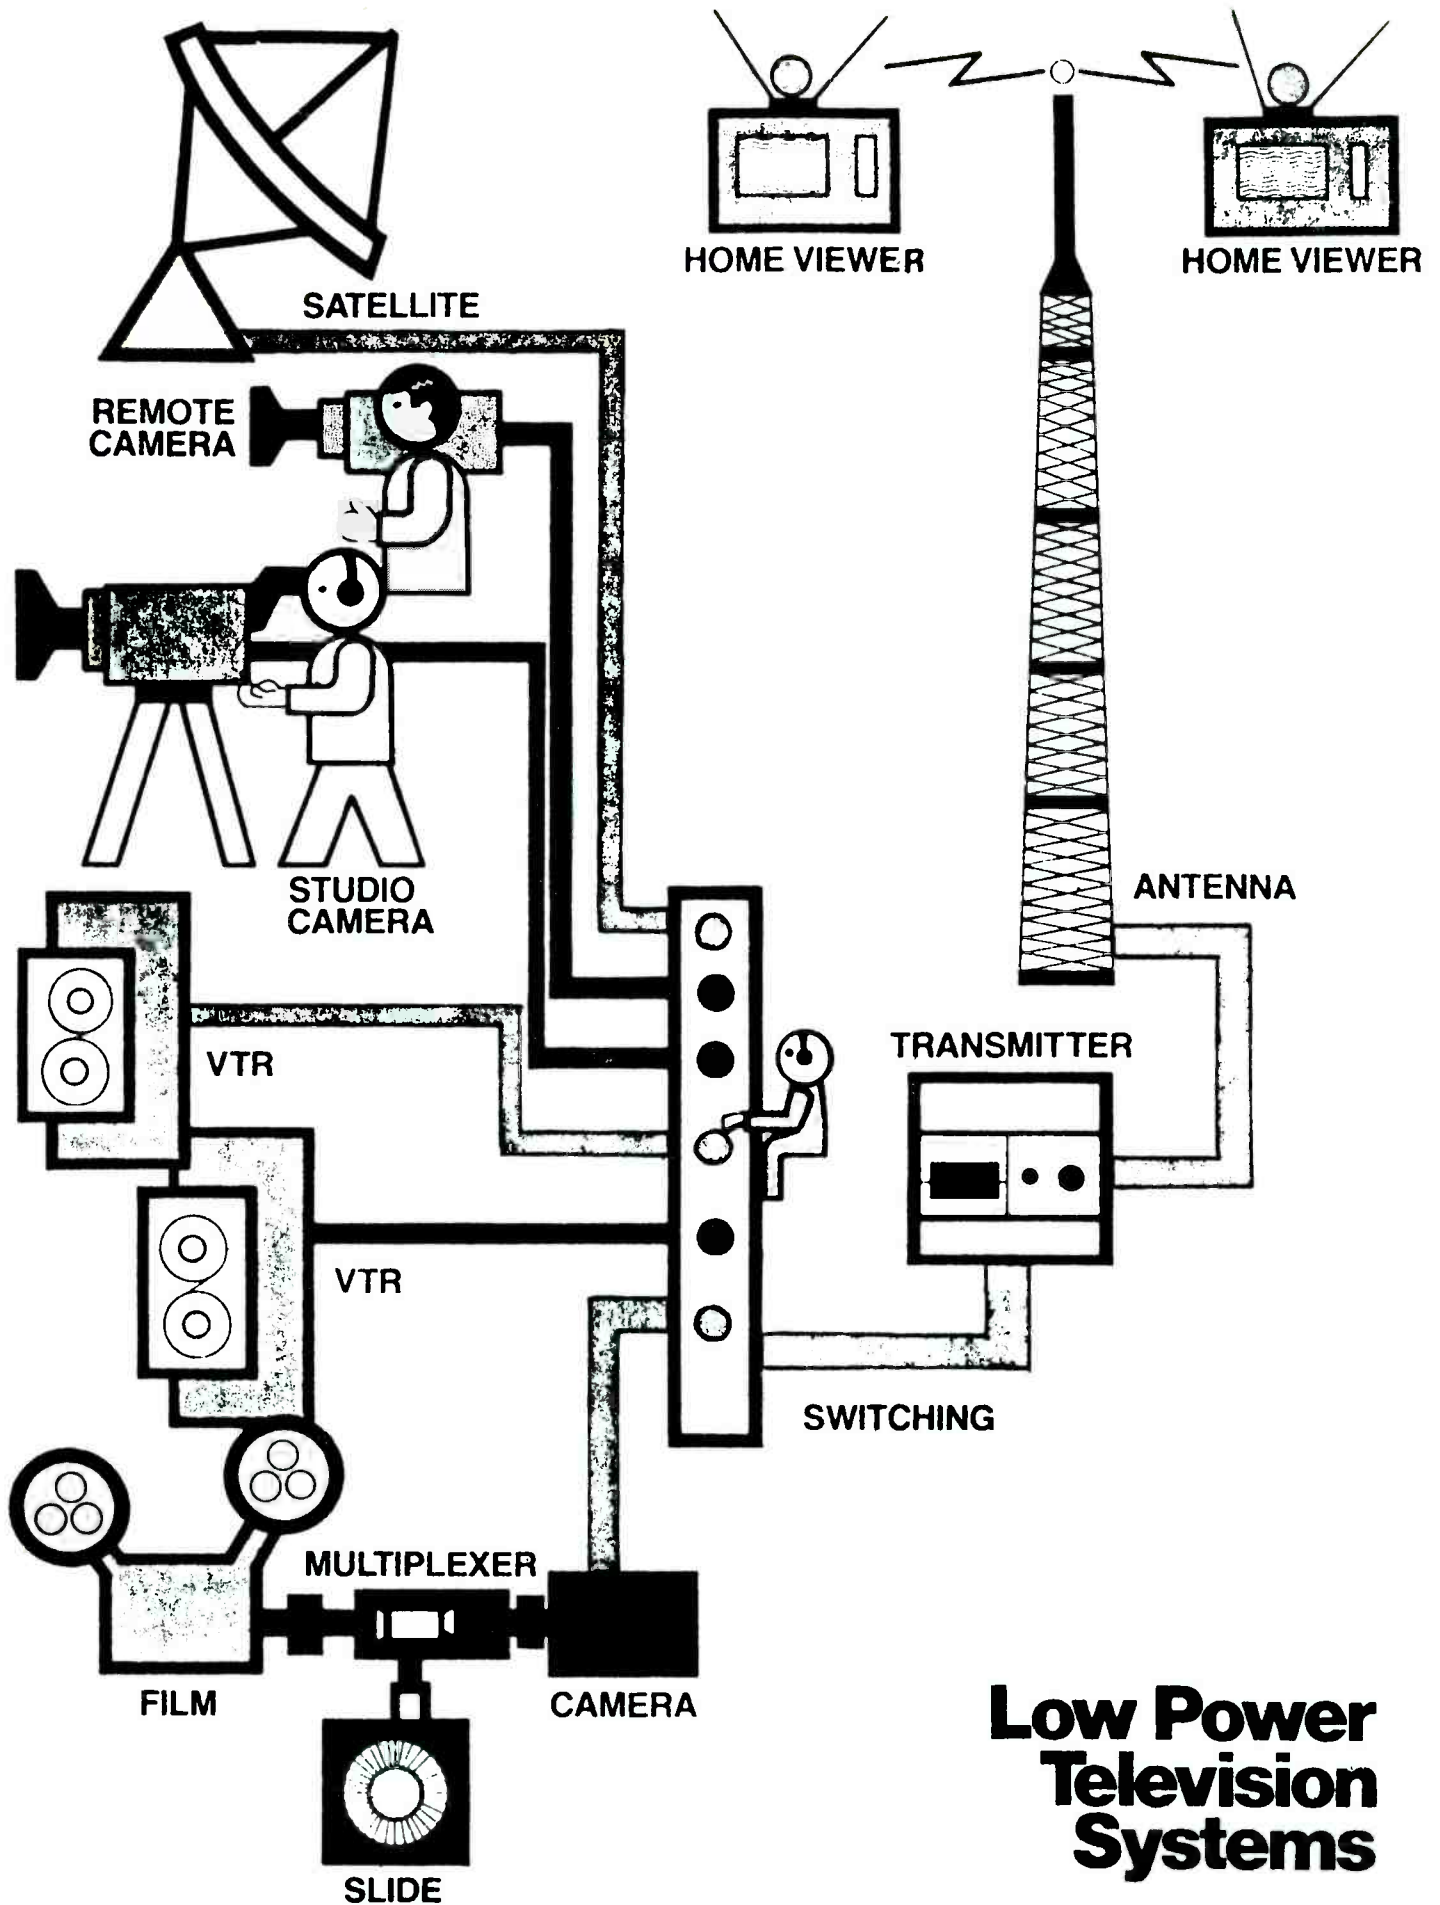 HOME VIEWER
HOME VIEWER
SATELLITE
REMOTE
CAMERA
STUDIO
CAMERA
ANTENNA
TRANSMITTER
VTR
VTR
SWITCHING
MULTIPLEXER
FILM
CAMERA
SLIDE
Low Power
Television
Systems